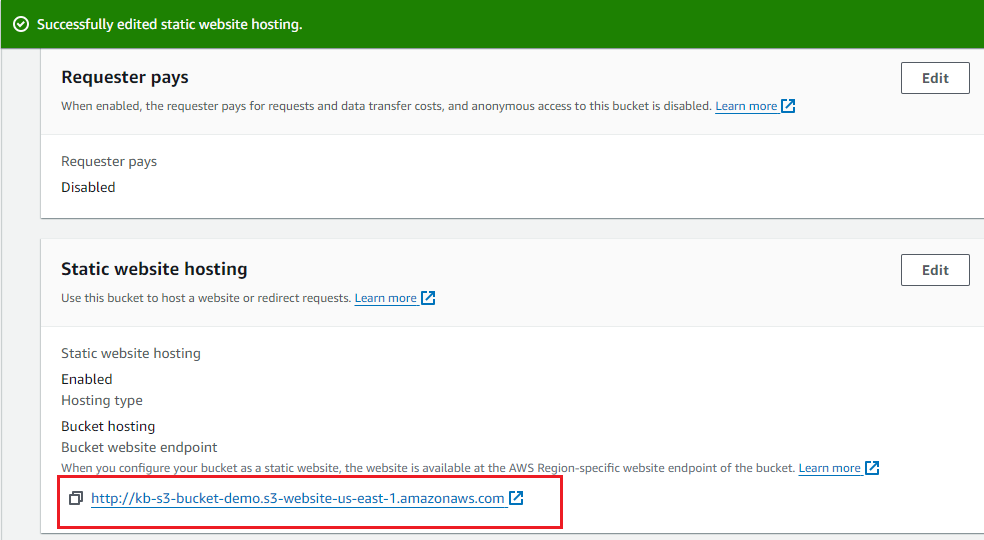 Successfully edited static website hosting.
Requester pays
Edit
When enabled, the requester pays for requests and data transfer costs, and anonymous access to this bucket is disabled. Learn more
Requester pays
Disabled
Static website hosting
Edit
Use this bucket to host a website or redirect requests. Learn more
Static website hosting
Enabled
Hosting type
Bucket hosting
Bucket website endpoint
When you configure your bucket as a static website, the website is available at the AWS Region-specific website endpoint of the bucket. Learn more
http://kb-s3-bucket-demo.s3-website-us-east-1.amazonaws.com